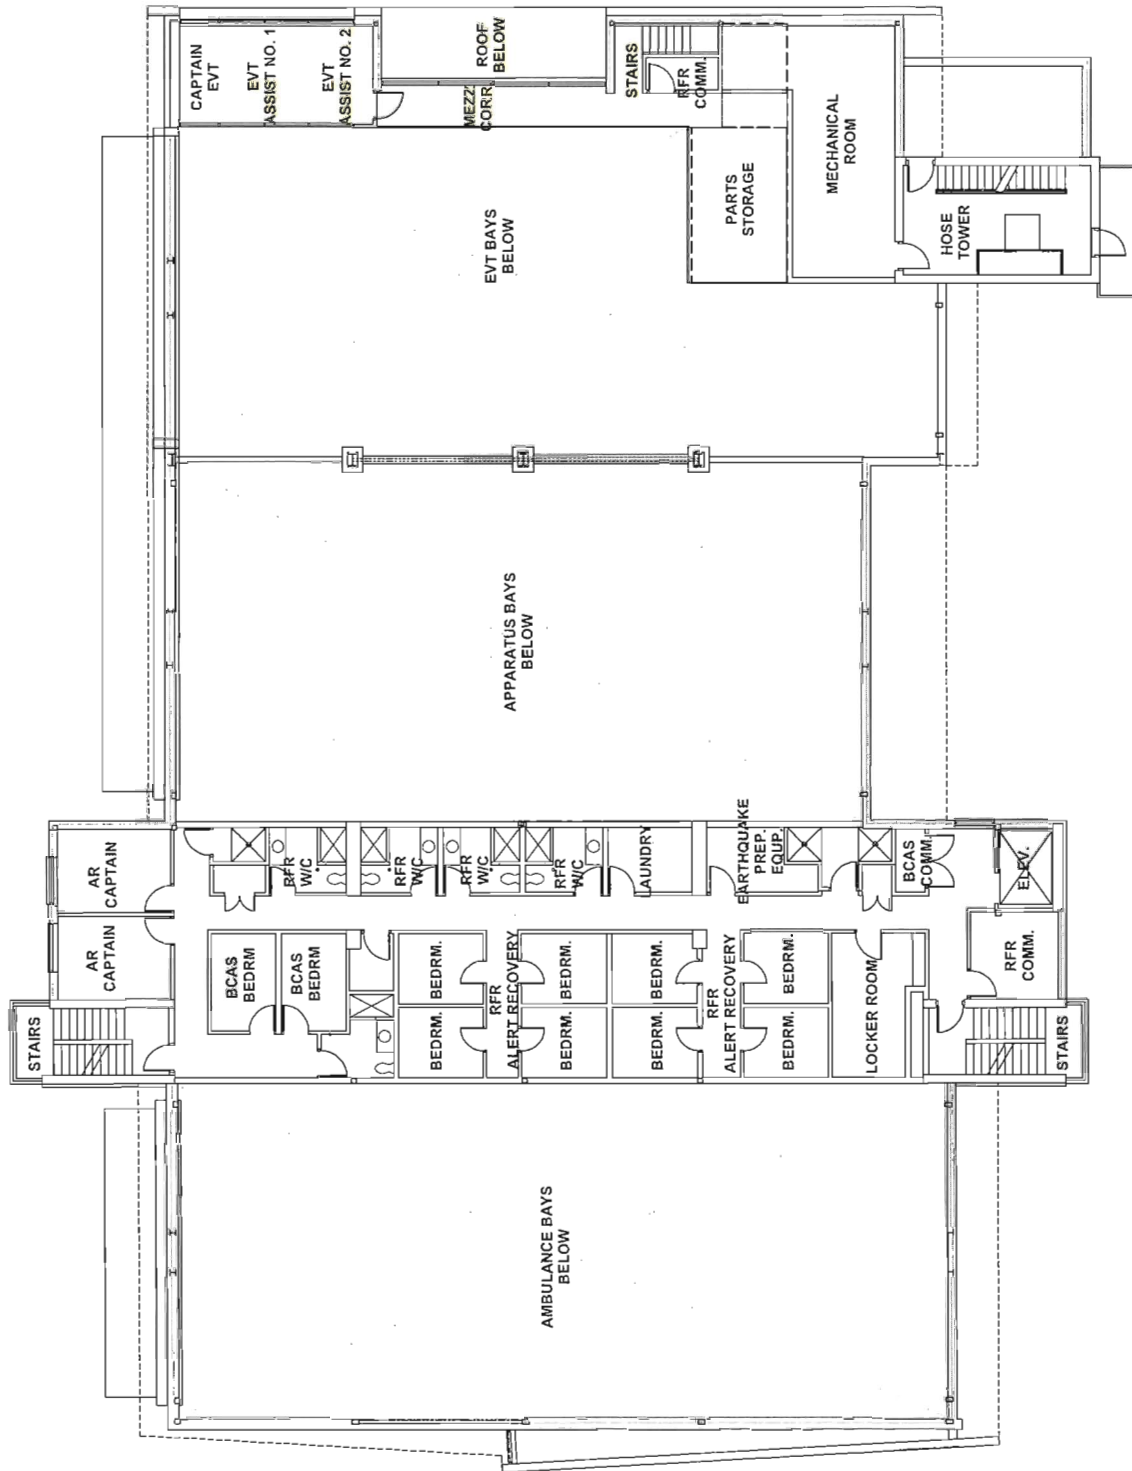 CAPTAIN
EVT
EVT
ASSIST NO. 1
EVT
ASSIST NO. 2
ROOF
BELOW
MEZZ.
CORR.
STAIRS
RFR
COMM.
MECHANICAL
ROOM
PARTS
STORAGE
HOSE
TOWER
EVT BAYS
BELOW
APPARATUS BAYS
BELOW
AR
CAPTAIN
AR
CAPTAIN
STAIRS
RFR
W/C
RFR
W/C
RFR
W/C
RFR
W/C
LAUNDRY
EARTHQUAKE
PREP.
EQUP.
BCAS
COMM.
ELEV.
BCAS
BEDRM
BCAS
BEDRM
BEDRM.
BEDRM.
RFR
ALERT RECOVERY
BEDRM.
BEDRM.
BEDRM.
BEDRM.
RFR
ALERT RECOVERY
BEDRM.
BEDRM.
LOCKER ROOM
RFR
COMM.
STAIRS
AMBULANCE BAYS
BELOW